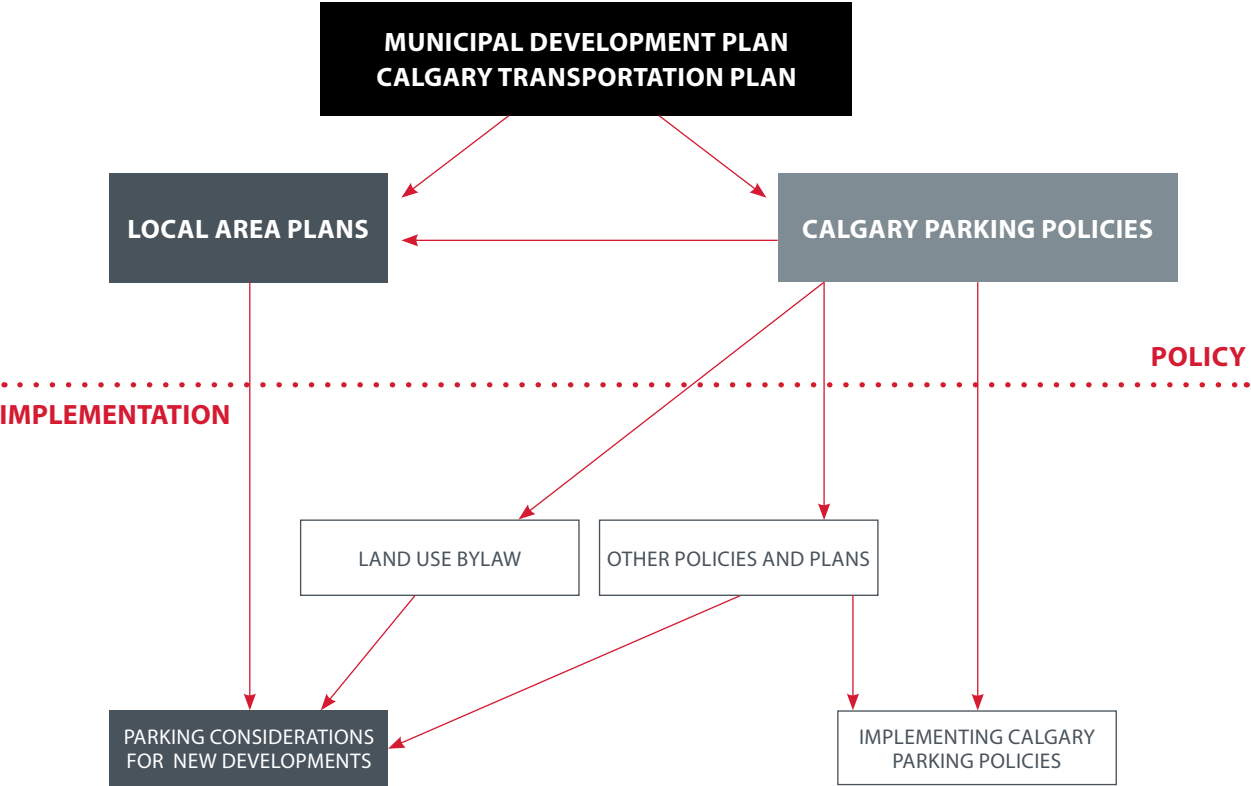 MUNICIPAL DEVELOPMENT PLAN
CALGARY TRANSPORTATION PLAN
LOCAL AREA PLANS
CALGARY PARKING POLICIES
POLICY
IMPLEMENTATION
LAND USE BYLAW
OTHER POLICIES AND PLANS
PARKING CONSIDERATIONS
FOR NEW DEVELOPMENTS
IMPLEMENTING CALGARY
PARKING POLICIES